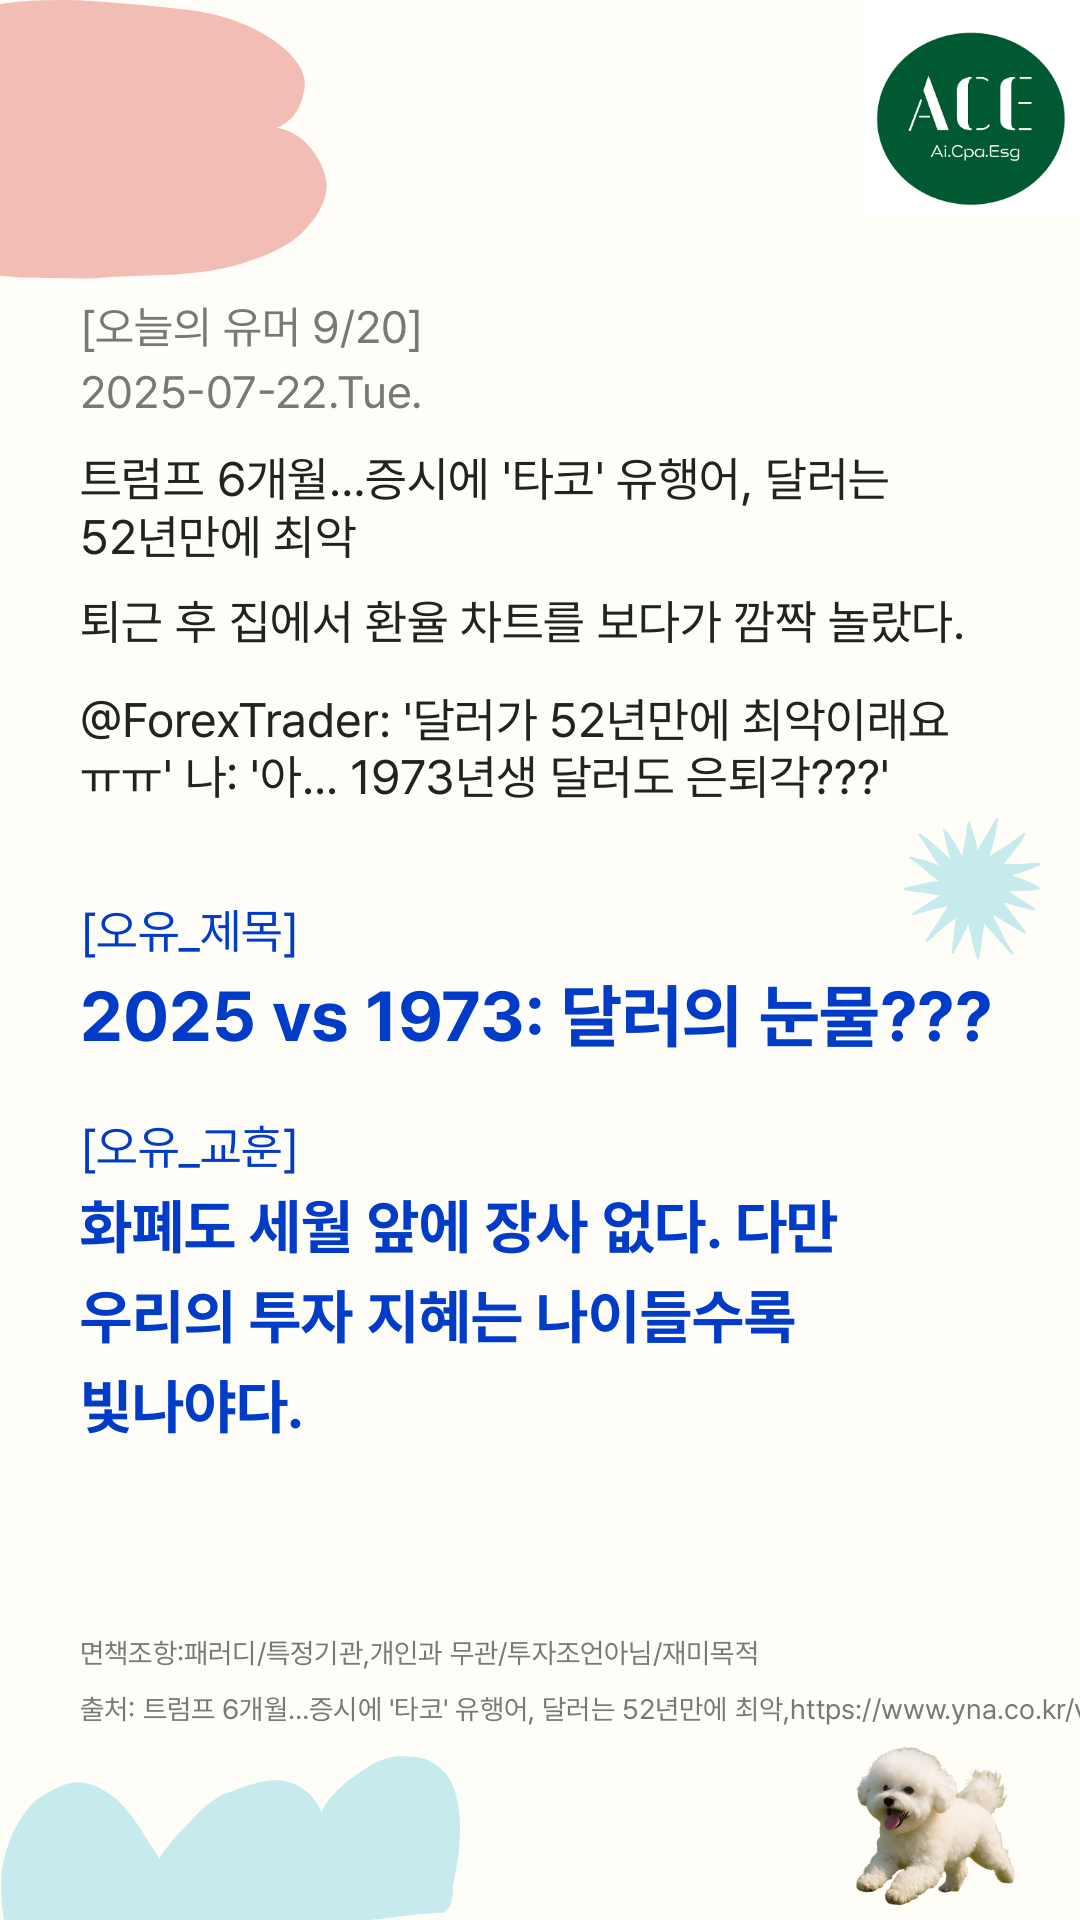 ACE
Ai.Cpa.Esg
[오늘의 유머 9/20]
2025-07-22.Tue.
트럼프 6개월...증시에 '타코' 유행어, 달러는
52년만에 최악
퇴근 후 집에서 환율 차트를 보다가 깜짝 놀랐다.
@ForexTrader: '달러가 52년만에 최악이래요
ㅠㅠ' 나: '아... 1973년생 달러도 은퇴각???'
[오유_제목]
2025 vs 1973: 달러의 눈물???
[오유_교훈]
화폐도 세월 앞에 장사 없다. 다만
우리의 투자 지혜는 나이들수록
빛나야다.
면책조항:패러디/특정기관,개인과 무관/투자조언아님/재미목적
출처: 트럼프 6개월...증시에 '타코' 유행어, 달러는 52년만에 최악,https://www.yna.co.kr/v